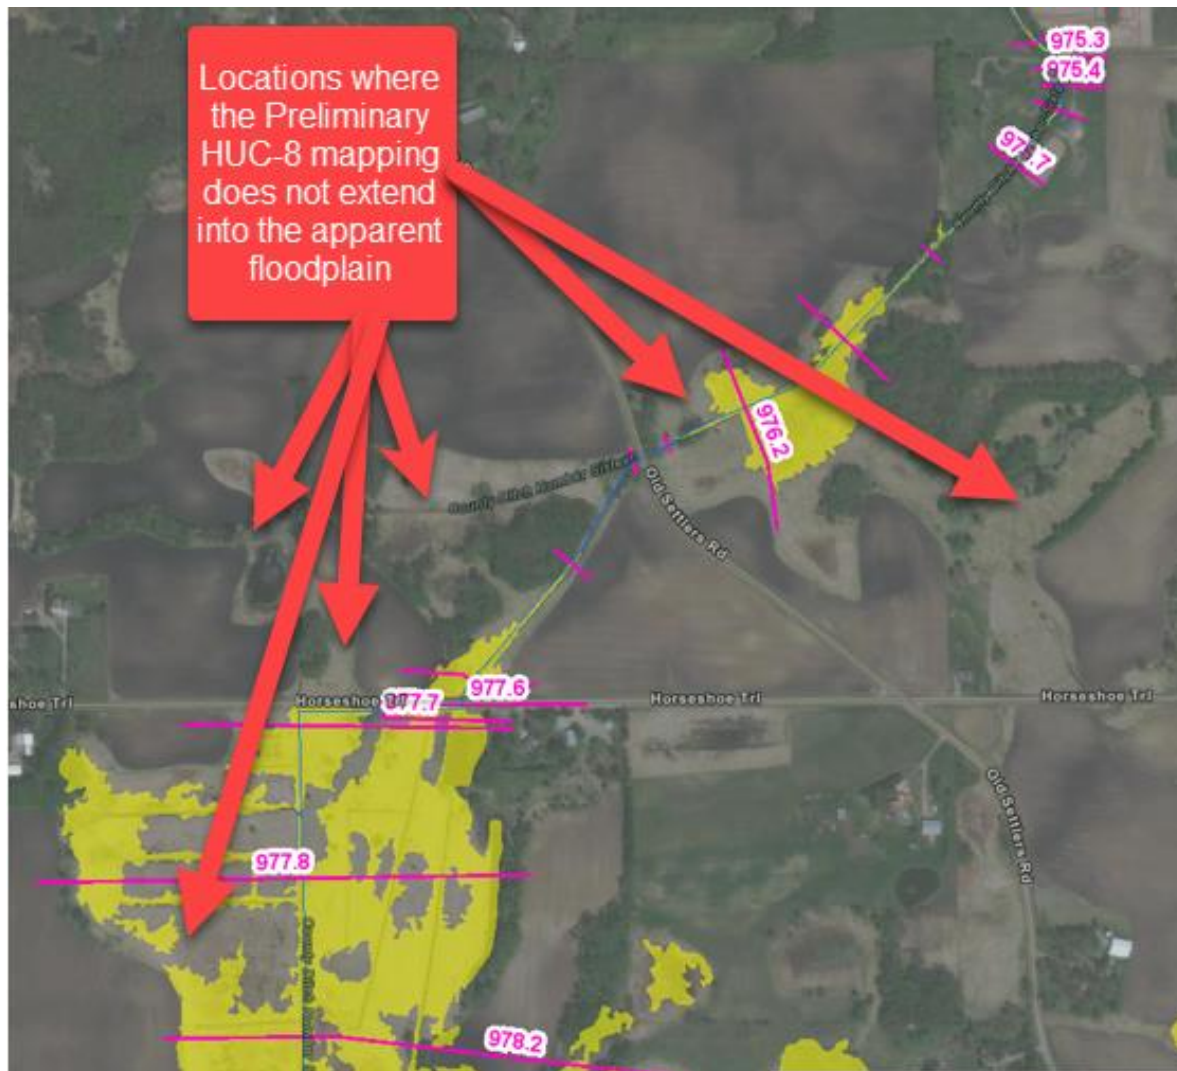 Locations where
the Preliminary
HUC-8 mapping
does not extend
into the apparent
floodplain
975.3
975.4
976.2
Old Settlers Rd
977.6
Horseshoe Trl
shoe Trl
Horseshoe Trl
Horseshoe Trl
Old Settlers Rd
977.8
978.2